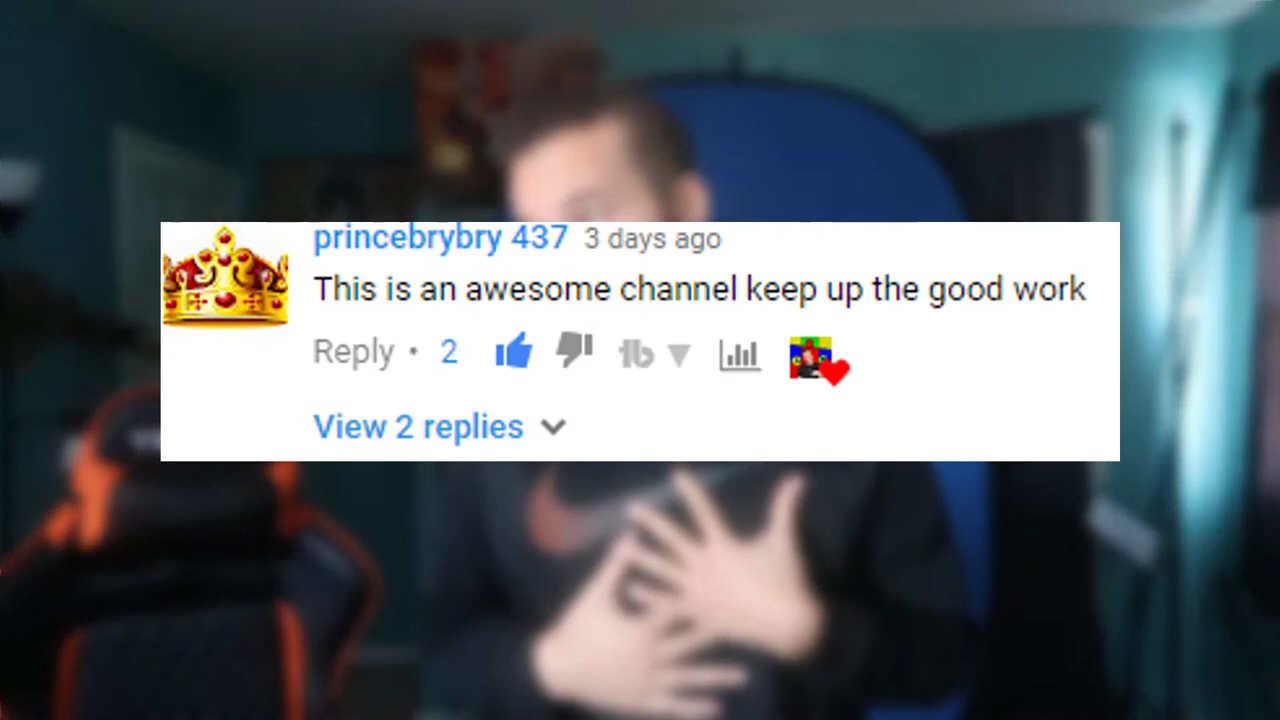 princebrybry 437 3 days ago
This is an awesome channel keep up the good work
Reply • 2
View 2 replies